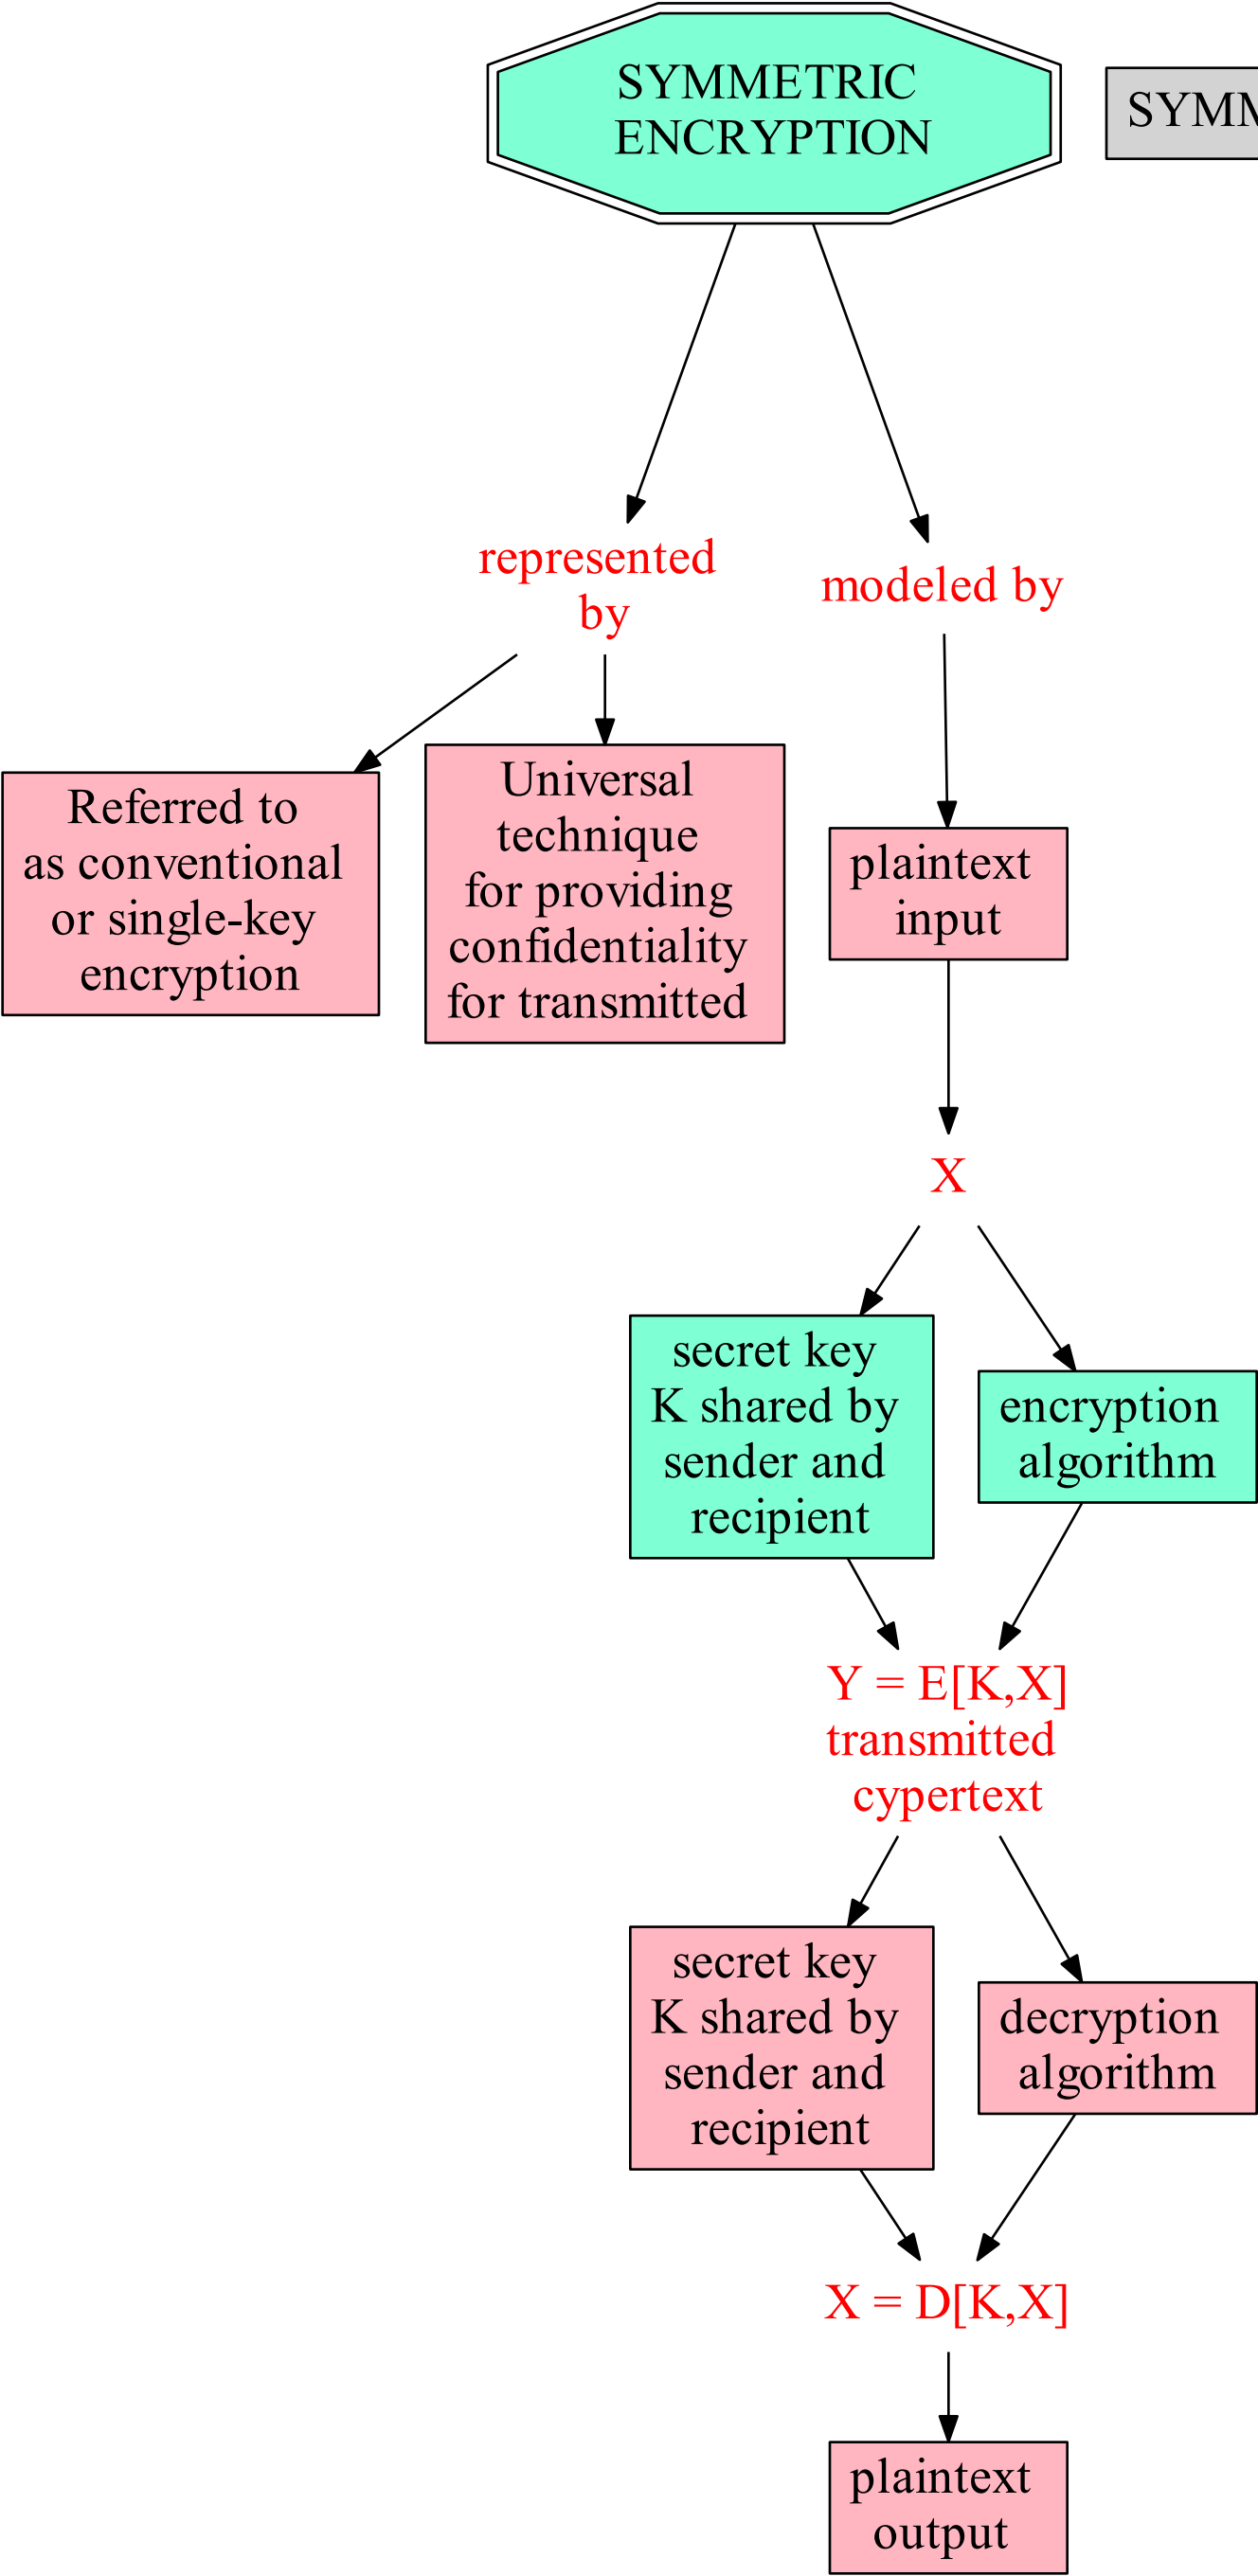 SYMMETRIC
ENCRYPTION
SYMM
represented
by
modeled by
Referred to
as conventional
or single-key
encryption
Universal
technique
for providing
confidentiality
for transmitted
plaintext
input
X
secret key
K shared by
sender and
recipient
encryption
algorithm
Y = E[K,X]
transmitted
cypertext
secret key
K shared by
sender and
recipient
decryption
algorithm
X = D[K,X]
plaintext
output